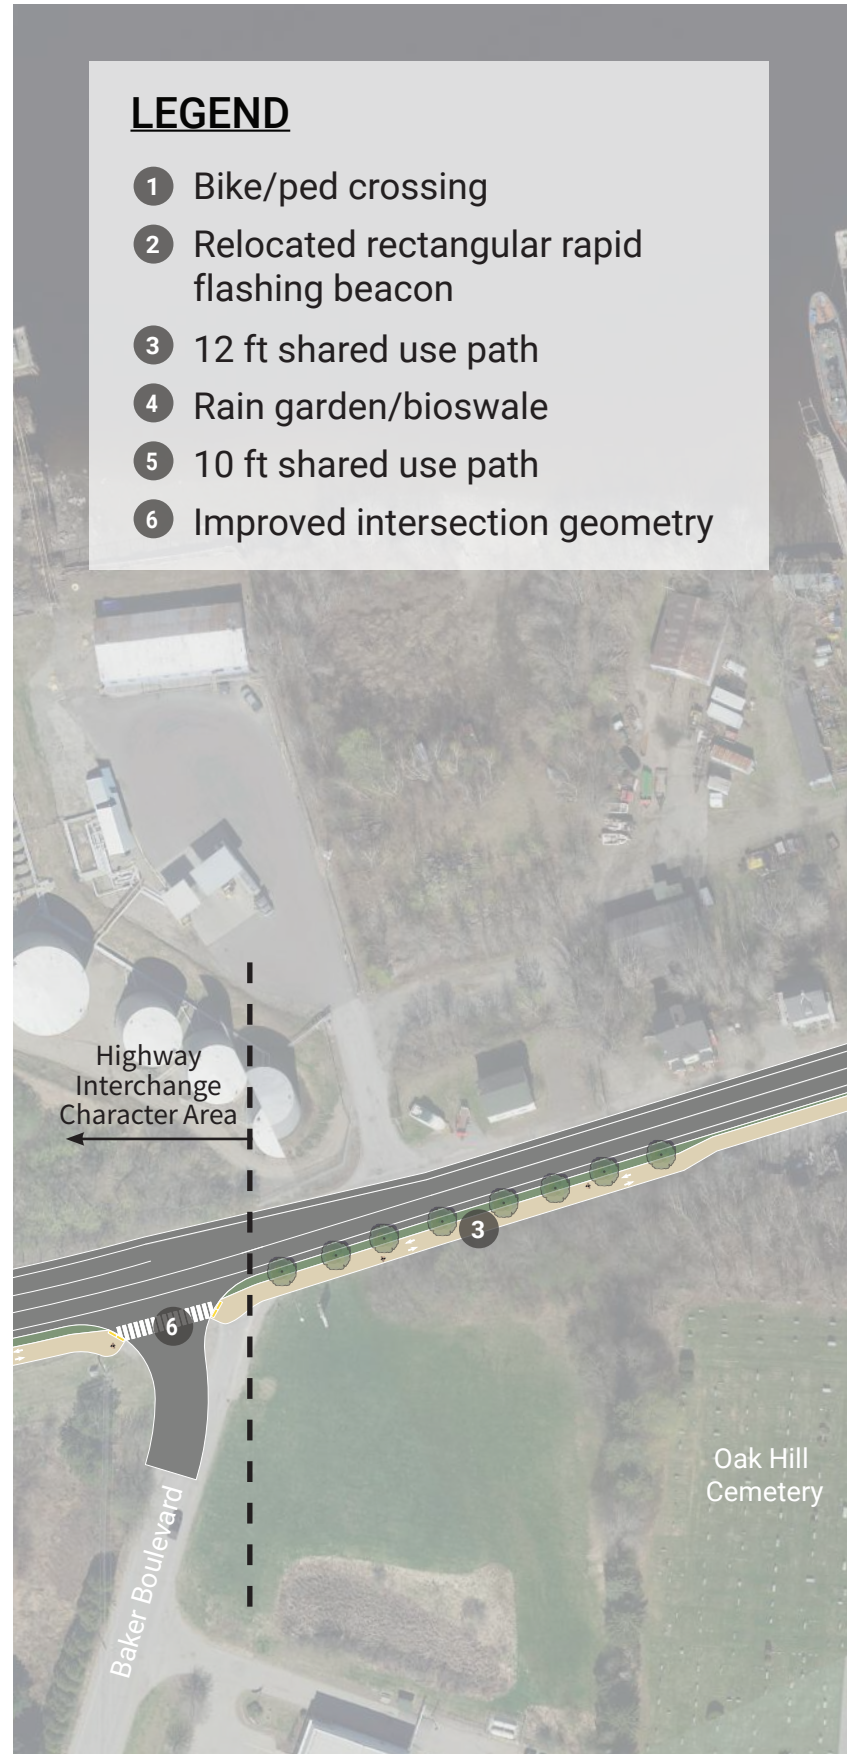 LEGEND
1 Bike/ped crossing
2 Relocated rectangular rapid
flashing beacon
3 12 ft shared use path
4 Rain garden/bioswale
5 10 ft shared use path
6 Improved intersection geometry
Highway
Interchange
Character Area
3
6
Oak Hill
Cemetery
Baker Boulevard